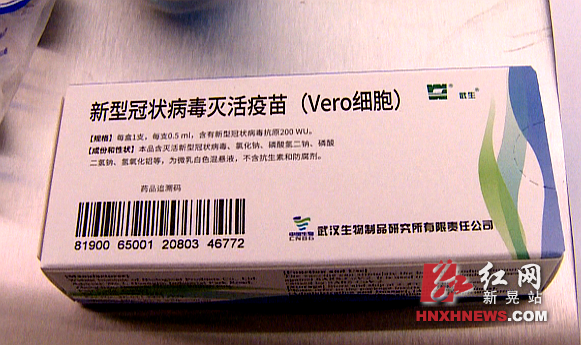 新型冠状病毒灭活疫苗（Vero细胞）
武生
【规格】每盒1支，每支0.5 ml，含有新型冠状病毒抗原200 WU。
【成份和性状】本品含灭活新型冠状病毒、氯化钠、磷酸氢二钠、磷酸
二氢钠、氢氧化铝等，为微乳白色混悬液，不含抗生素和防腐剂。
药品追溯码
81900 65001 20803 46772
中国生物
CNBG
武汉生物制品研究所有限责任公司
红网
新晃站
HNXHNEWS.COM